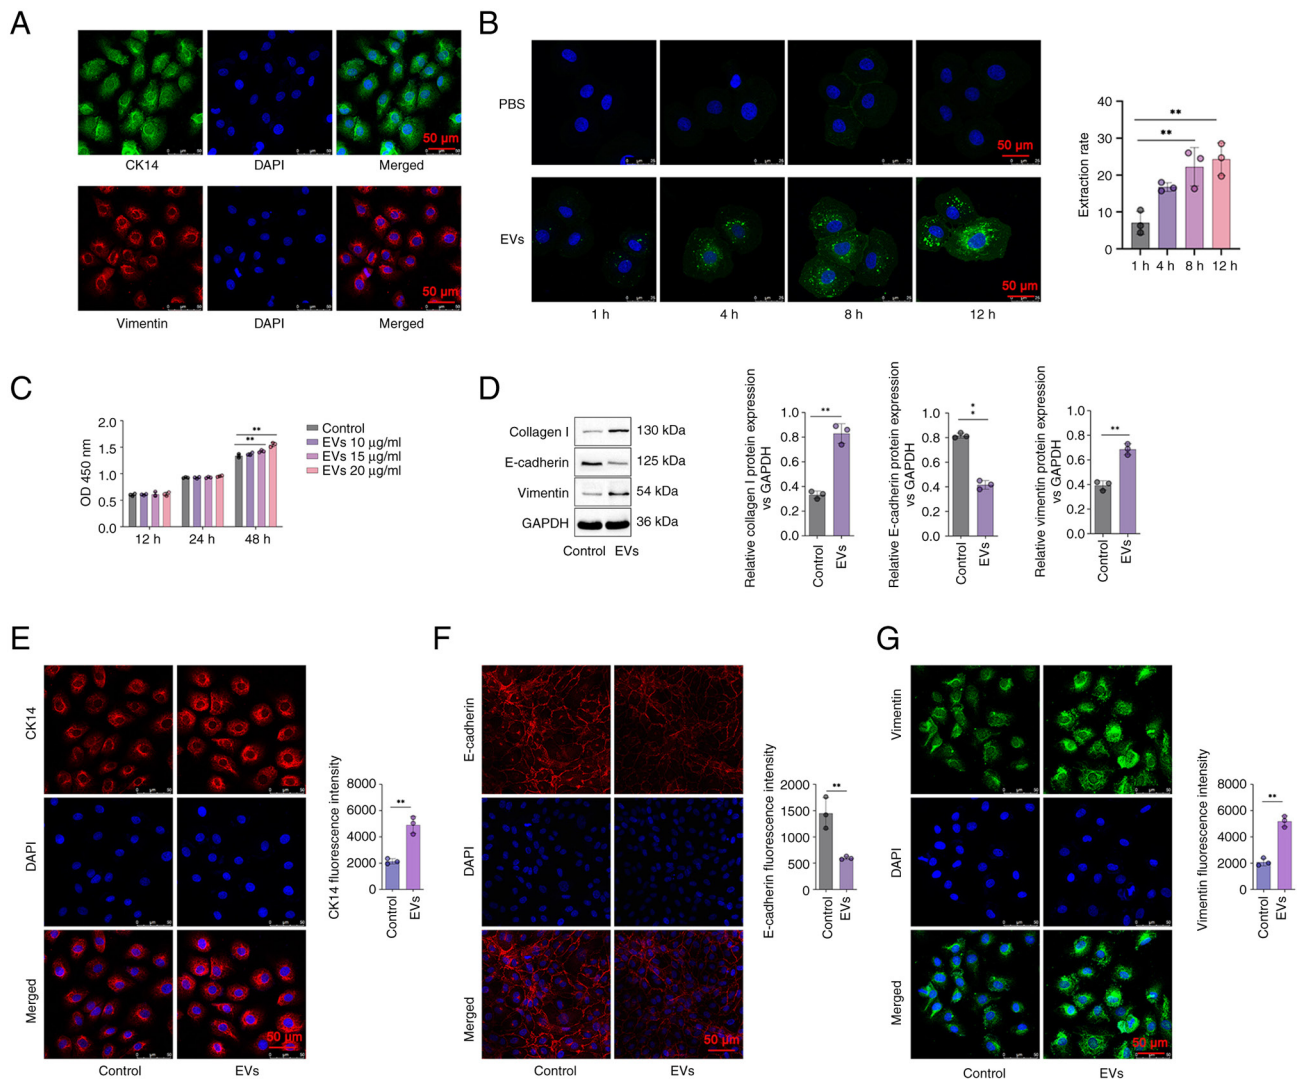 A
CK14
DAPI
Merged
50 µm
Vimentin
DAPI
Merged
50 µm
B
PBS
50 µm
EVs
50 µm
1 h
4 h
8 h
12 h
Extraction rate
40
30
20
10
0
**
**
1 h
4 h
8 h
12 h
C
OD 450 nm
2.0
1.5
1.0
0.5
0.0
**
**
12 h
24 h
48 h
Control
EVs 10 µg/ml
EVs 15 µg/ml
EVs 20 µg/ml
D
Collagen I
130 kDa
E-cadherin
125 kDa
Vimentin
54 kDa
GAPDH
36 kDa
Control
EVs
Relative collagen I protein expression
vs GAPDH
1.0
0.8
0.6
0.4
0.2
0.0
**
Control
EVs
Relative E-cadherin protein expression
vs GAPDH
1.0
0.8
0.6
0.4
0.2
0.0
*
*
Control
EVs
Relative vimentin protein expression
vs GAPDH
1.0
0.8
0.6
0.4
0.2
0.0
**
Control
EVs
E
CK14
DAPI
Merged
50 µm
Control
EVs
CK14 fluorescence intensity
8000
6000
4000
2000
0
**
Control
EVs
F
E-cadherin
DAPI
Merged
50 µm
Control
EVs
E-cadherin fluorescence intensity
2000
1500
1000
500
0
**
Control
EVs
G
Vimentin
DAPI
Merged
50 µm
Control
EVs
Vimentin fluorescence intensity
8000
6000
4000
2000
0
**
Control
EVs